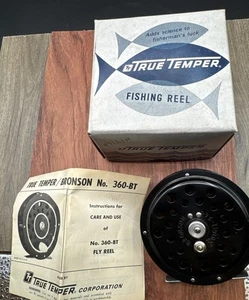 Adds science to
fisherman's luck
TRUE TEMPER
FISHING REEL
TRUE TEMPER/BRONSON No. 360-BT
Instructions for
CARE AND USE
of
No. 360-BT
FLY REEL
TRUE TEMPER CORPORATION